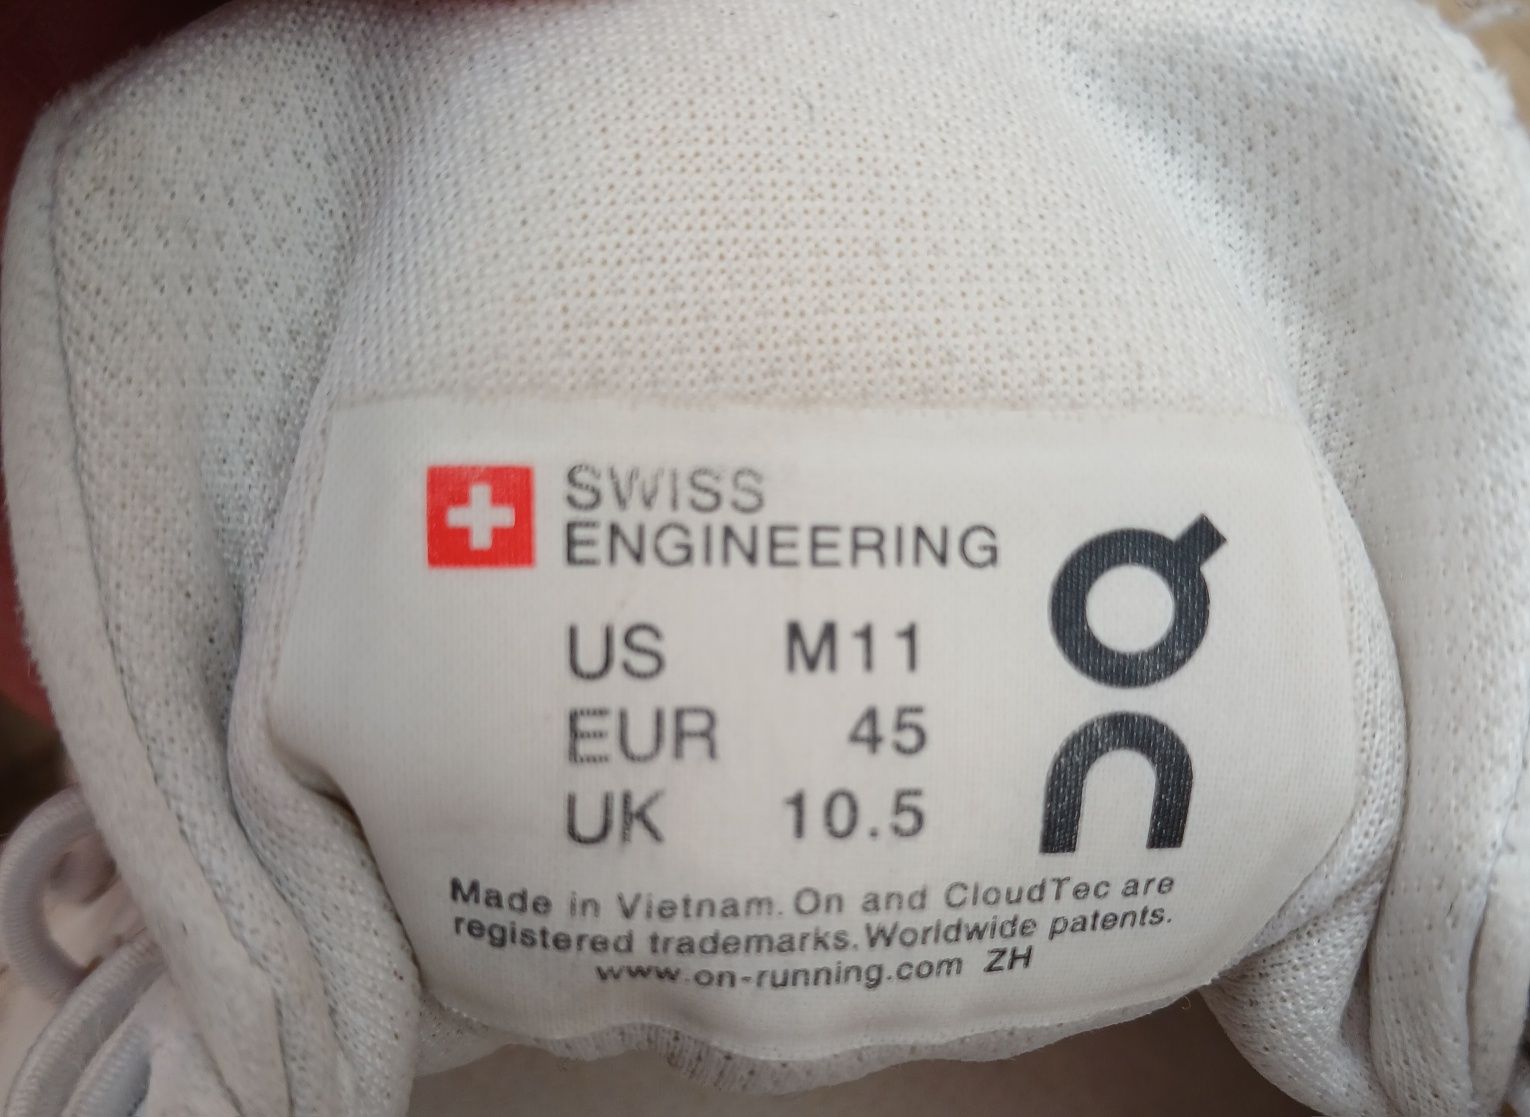 SWISS
ENGINEERING
US M11
EUR 45
UK 10.5
Made in Vietnam. On and CloudTec are
registered trademarks. Worldwide patents.
www.on-running.com ZH
On